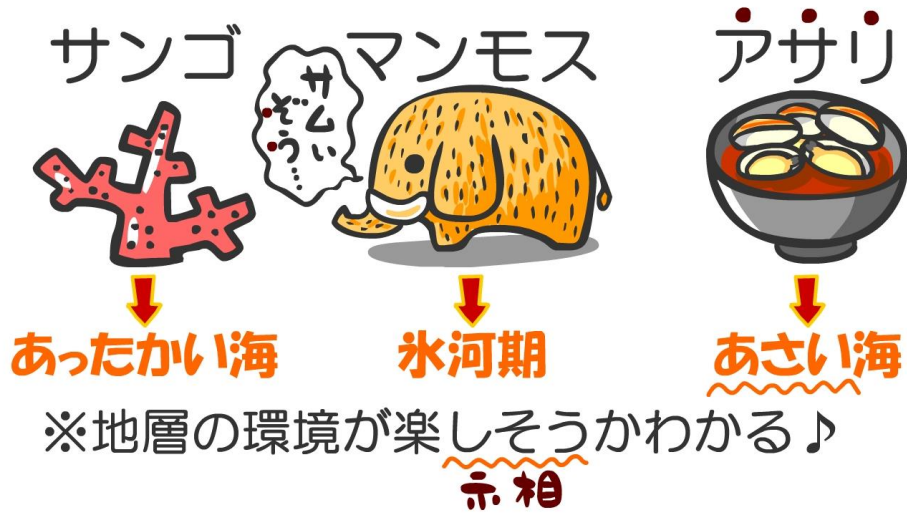 サンゴ
マンモス
アサリ
サムい
ぞう…
あったかい海
氷河期
あさい海
※地層の環境が楽しそうかわかる♪
示相